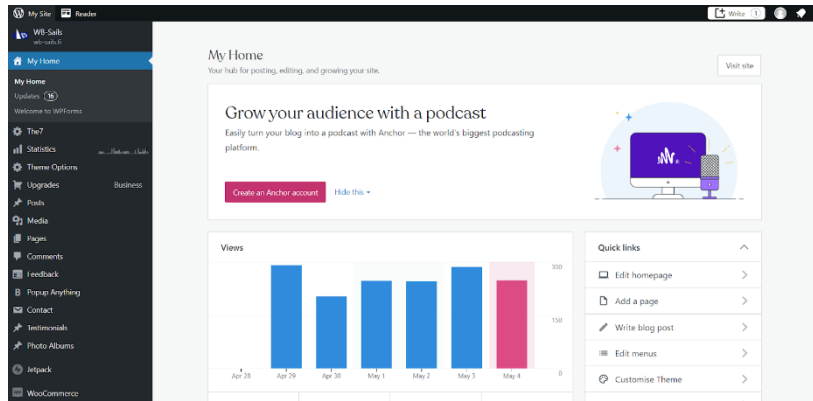 My Site
Reader
Write 1
WB-Sails
wb-sails.fi
My Home
My Home
Updates 16
Welcome to WPForms
The7
Statistics
Theme Options
Upgrades Business
Posts
Media
Pages
Comments
Feedback
B Popup Anything
Contact
Testimonials
Photo Albums
Jetpack
WooCommerce
My Home
Your hub for posting, editing, and growing your site.
Visit site
Grow your audience with a podcast
Easily turn your blog into a podcast with Anchor — the world's biggest podcasting
platform.
Create an Anchor account
Hide this
Views
300
150
0
Apr 28 Apr 29 Apr 30 May 1 May 2 May 3 May 4
Quick links
Edit homepage
Add a page
Write blog post
Edit menus
Customise Theme